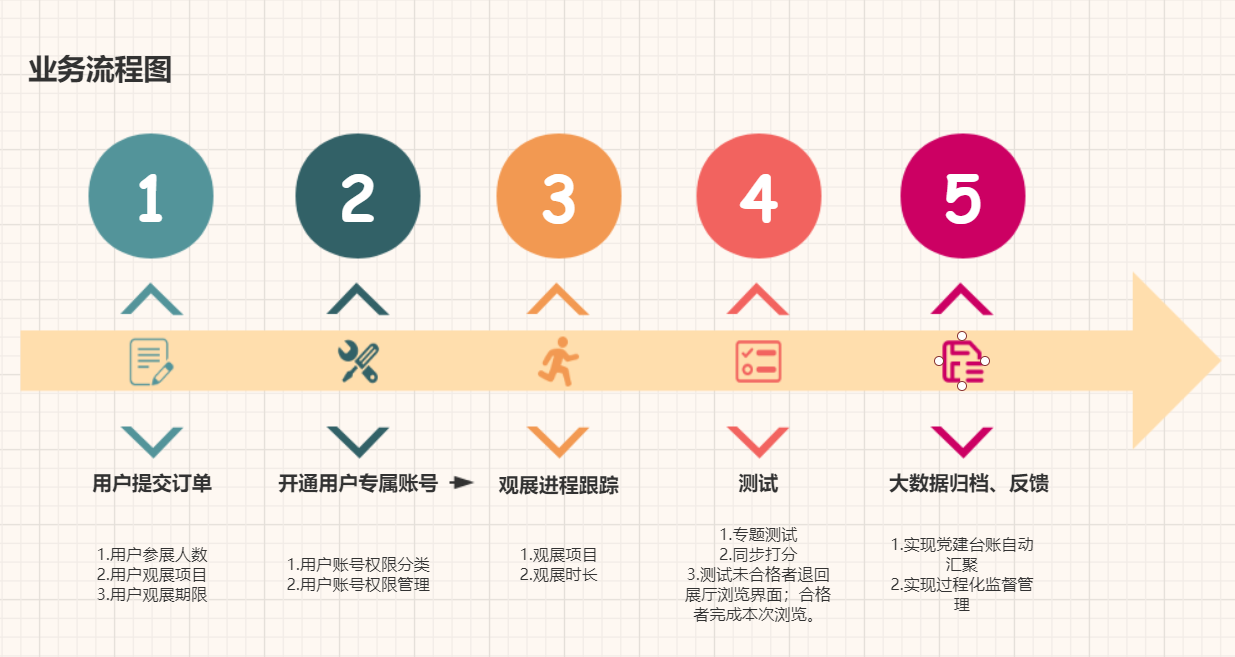 业务流程图
1
2
3
4
5
用户提交订单
开通用户专属账号
观展进程跟踪
测试
大数据归档、反馈
1.用户参展人数
2.用户观展项目
3.用户观展期限
1.用户账号权限分类
2.用户账号权限管理
1.观展项目
2.观展时长
1.专题测试
2.同步打分
3.测试未合格者退回
展厅浏览界面；合格
者完成本次浏览。
1.实现党建台账自动
汇聚
2.实现过程化监督管
理